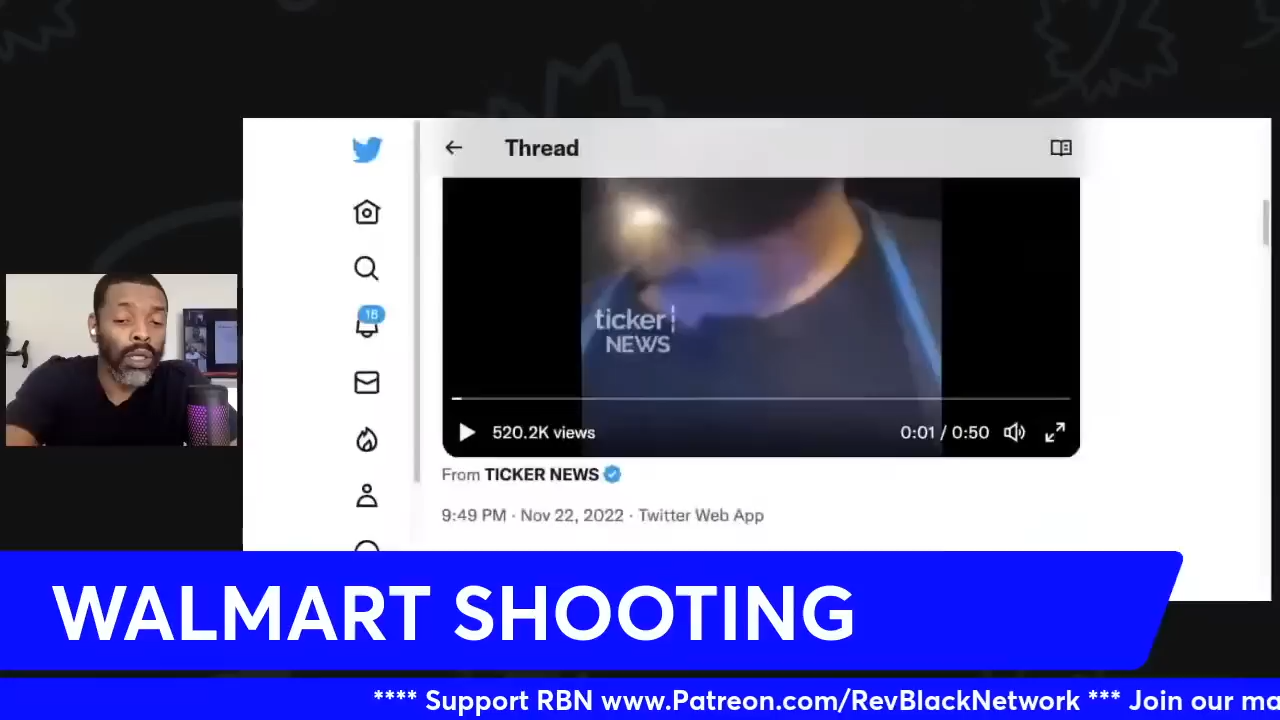 Thread
18
ticker
NEWS
520.2K views
0:01 / 0:50
From TICKER NEWS
9:49 PM · Nov 22, 2022 · Twitter Web App
WALMART SHOOTING
**** Support RBN www.Patreon.com/RevBlackNetwork *** Join our ma